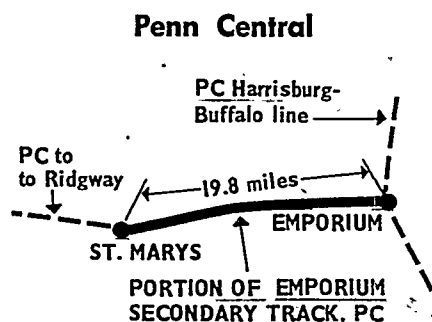 Penn Central
PC Harrisburg-
Buffalo line
PC to
to Ridgway
19.8 miles
EMPORIUM
ST. MARYS
PORTION OF EMPORIUM
SECONDARY TRACK, PC